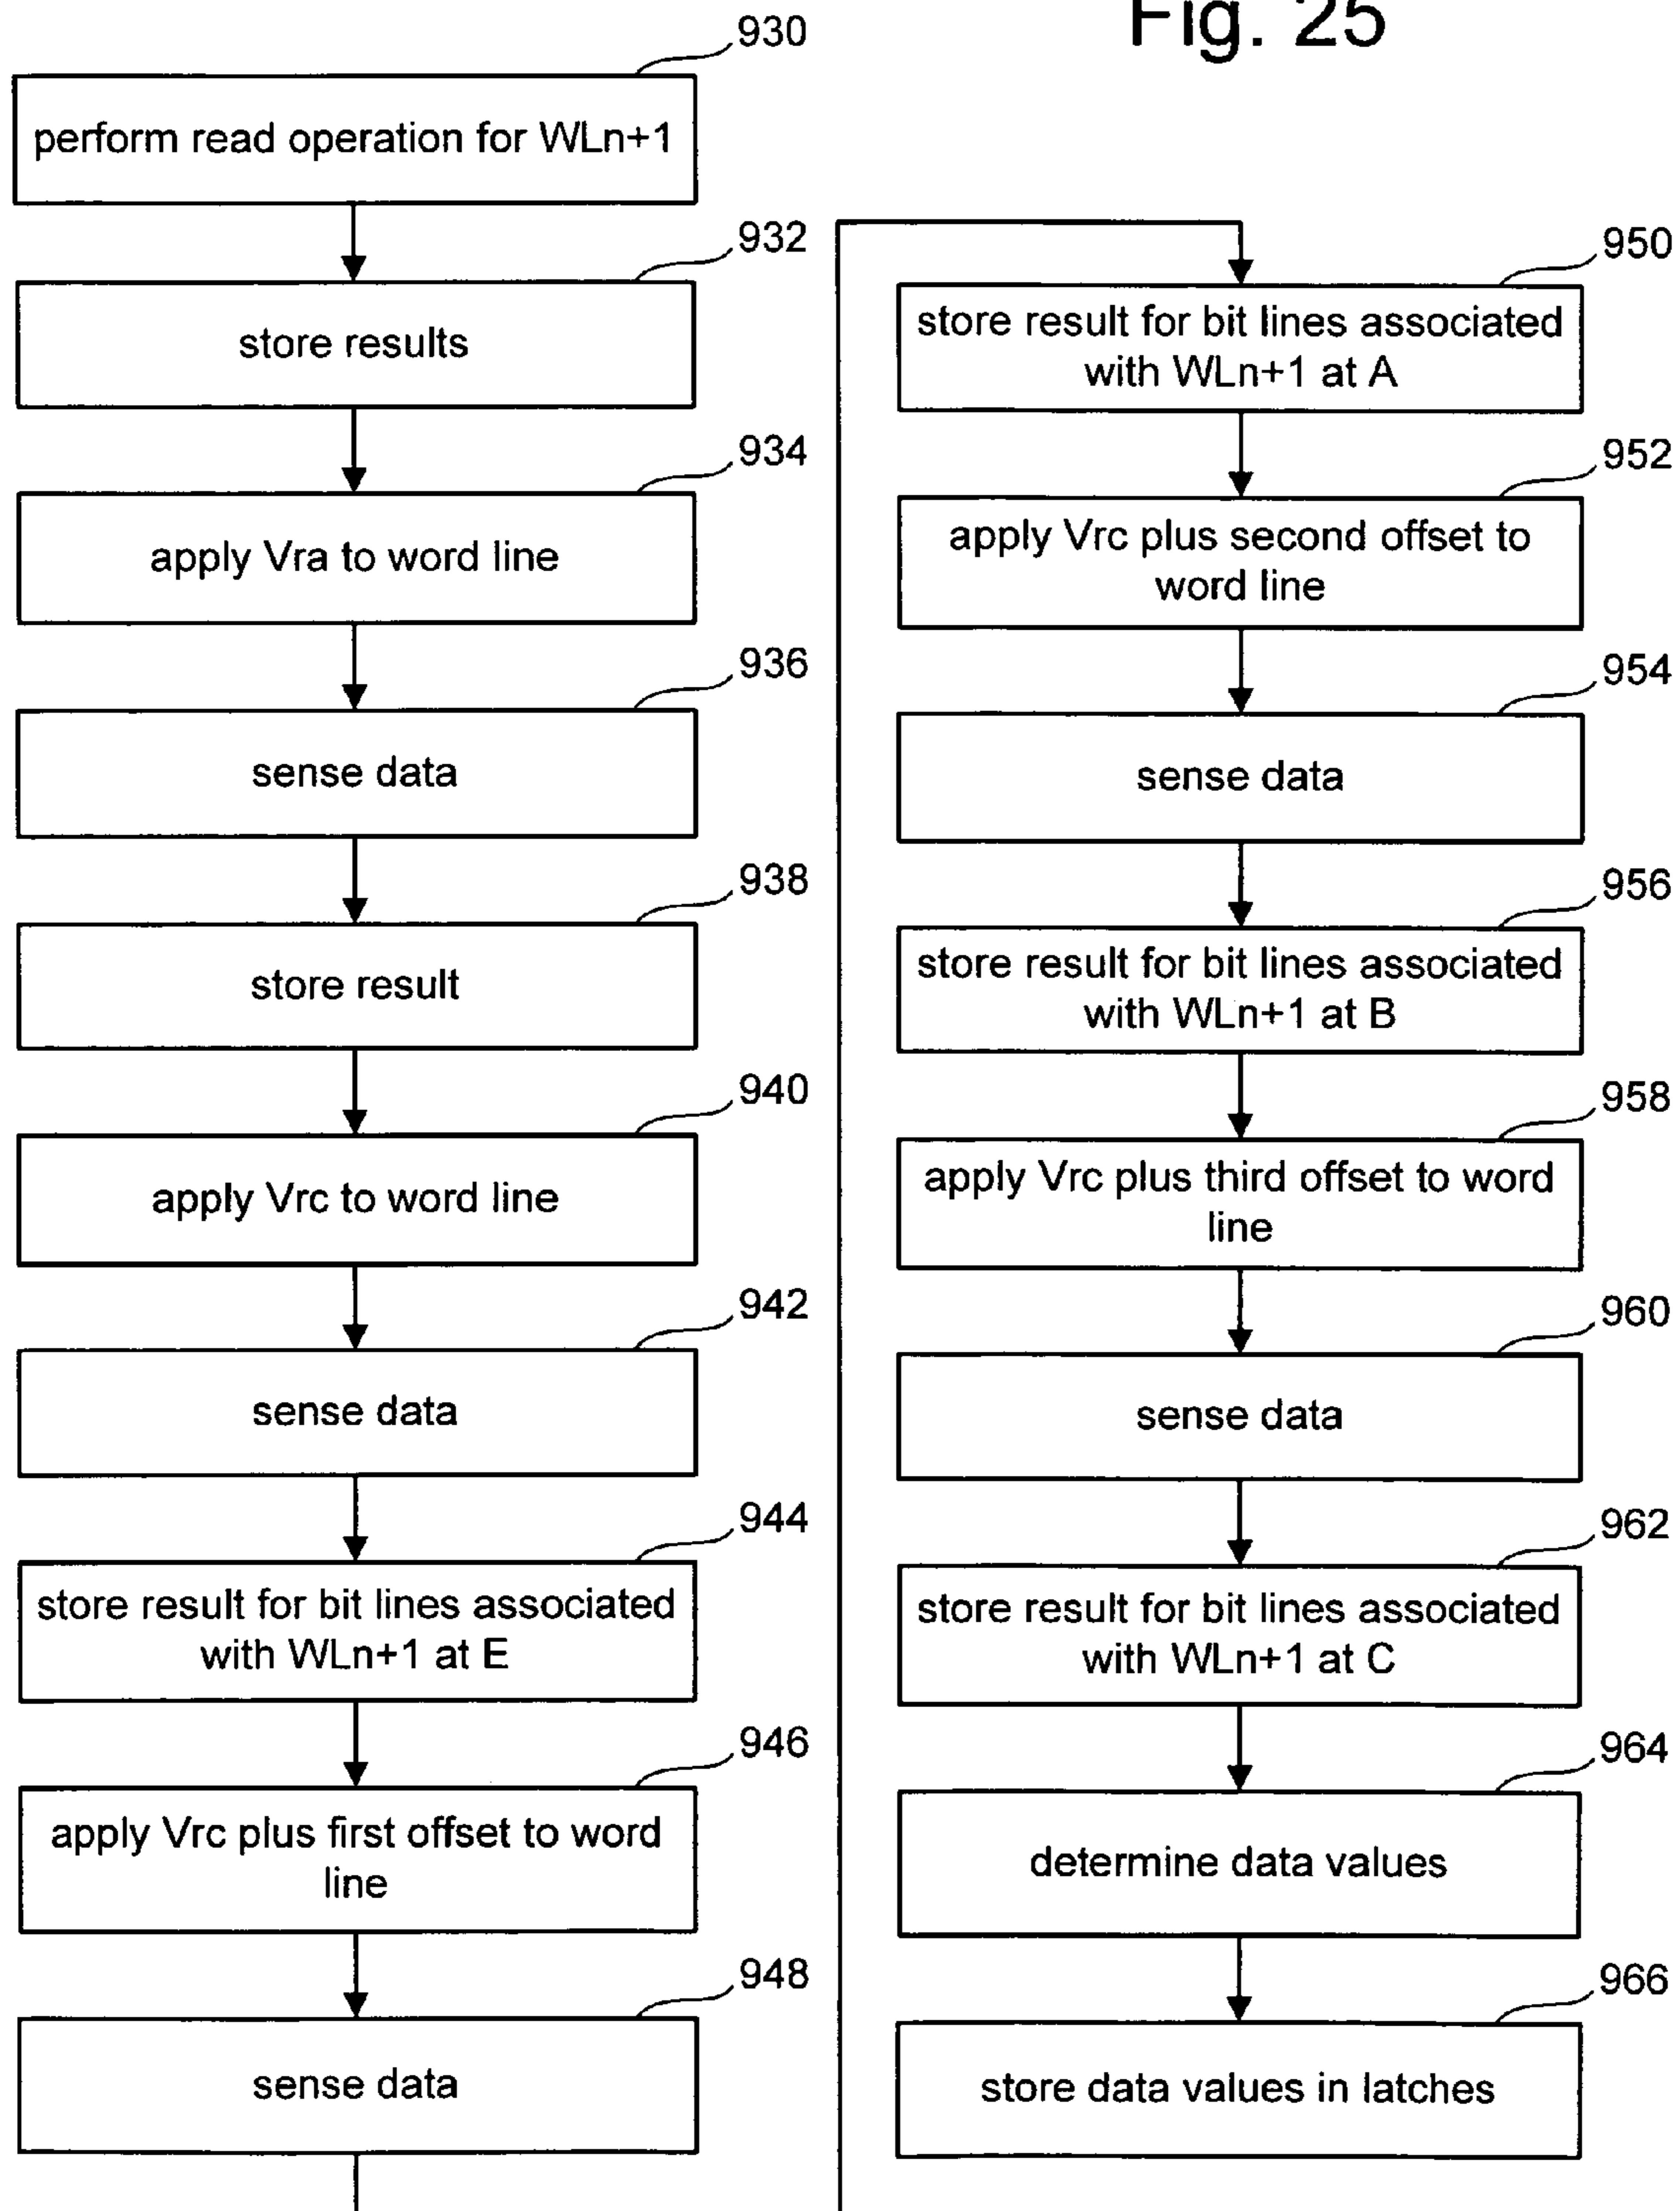 Fig. 25
930
perform read operation for WLn+1
932
store results
934
apply Vra to word line
936
sense data
938
store result
940
apply Vrc to word line
942
sense data
944
store result for bit lines associated
with WLn+1 at E
946
apply Vrc plus first offset to word
line
948
sense data
950
store result for bit lines associated
with WLn+1 at A
952
apply Vrc plus second offset to
word line
954
sense data
956
store result for bit lines associated
with WLn+1 at B
958
apply Vrc plus third offset to word
line
960
sense data
962
store result for bit lines associated
with WLn+1 at C
964
determine data values
966
store data values in latches